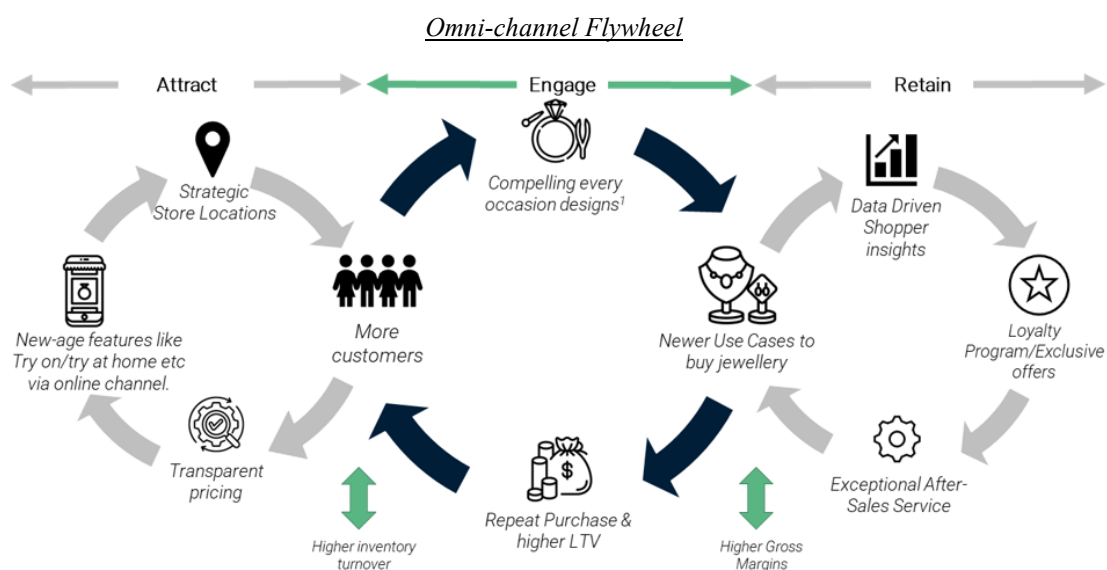 Omni-channel Flywheel
Attract
Engage
Retain
Strategic
Store Locations
Compelling every
occasion designs¹
Data Driven
Shopper
insights
New-age features like
Try on/try at home etc
via online channel.
More
customers
Newer Use Cases to
buy jewellery
Loyalty
Program/Exclusive
offers
Transparent
pricing
$
Repeat Purchase &
higher LTV
Exceptional After-
Sales Service
Higher inventory
turnover
Higher Gross
Margins